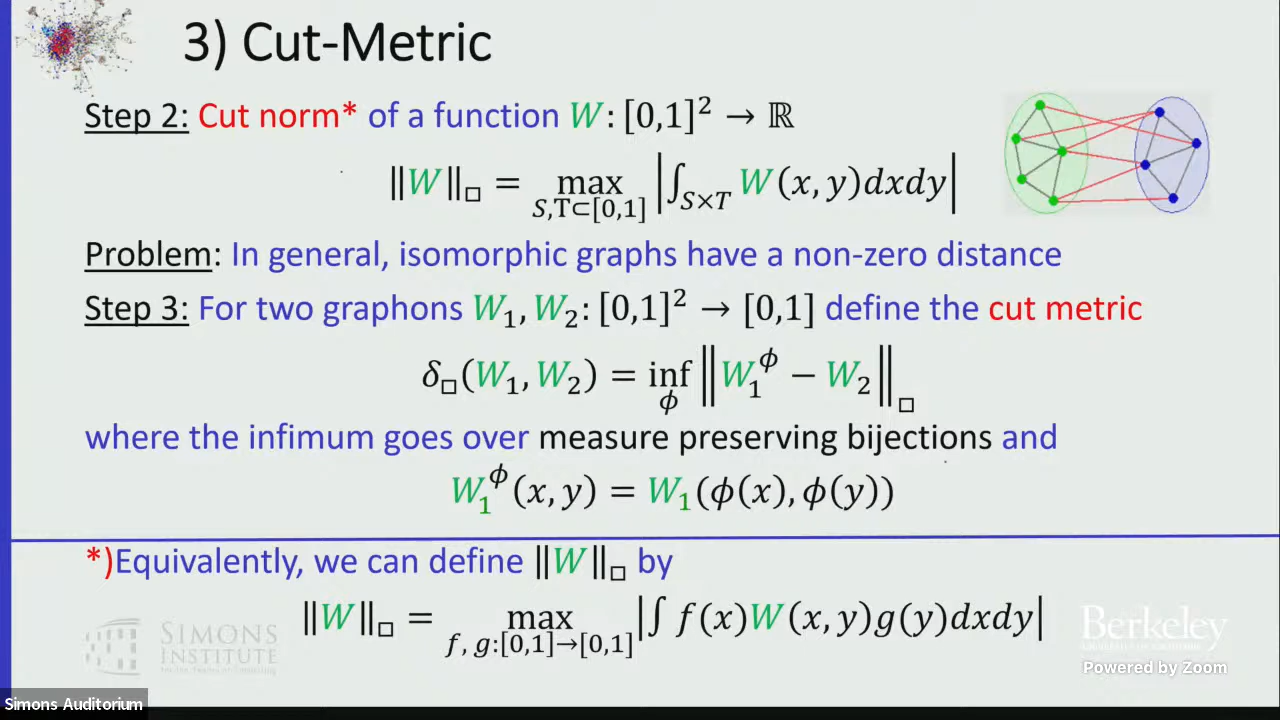 3) Cut-Metric
Step 2: Cut norm* of a function W: [0,1]² → ℝ
‖W‖□ = max S,T⊂[0,1] |∫S×T W(x, y)dxdy|
Problem: In general, isomorphic graphs have a non-zero distance
Step 3: For two graphons W₁, W₂: [0,1]² → [0,1] define the cut metric
δ□(W₁, W₂) = inf ϕ ‖W₁^ϕ − W₂‖□
where the infimum goes over measure preserving bijections and
W₁^ϕ(x, y) = W₁(ϕ(x), ϕ(y))
*)Equivalently, we can define ‖W‖□ by
‖W‖□ = max f, g:[0,1]→[0,1] |∫ f(x)W(x, y)g(y)dxdy|
SIMONS
INSTITUTE
Berkeley
Powered by Zoom
Simons Auditorium